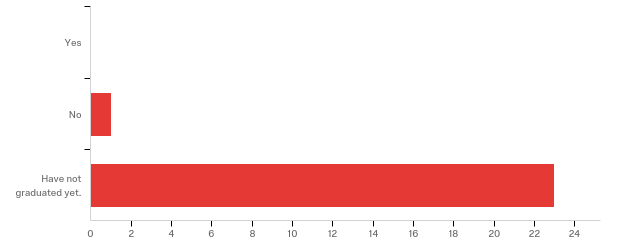 Yes
No
Have not
graduated yet.
0 2 4 6 8 10 12 14 16 18 20 22 24